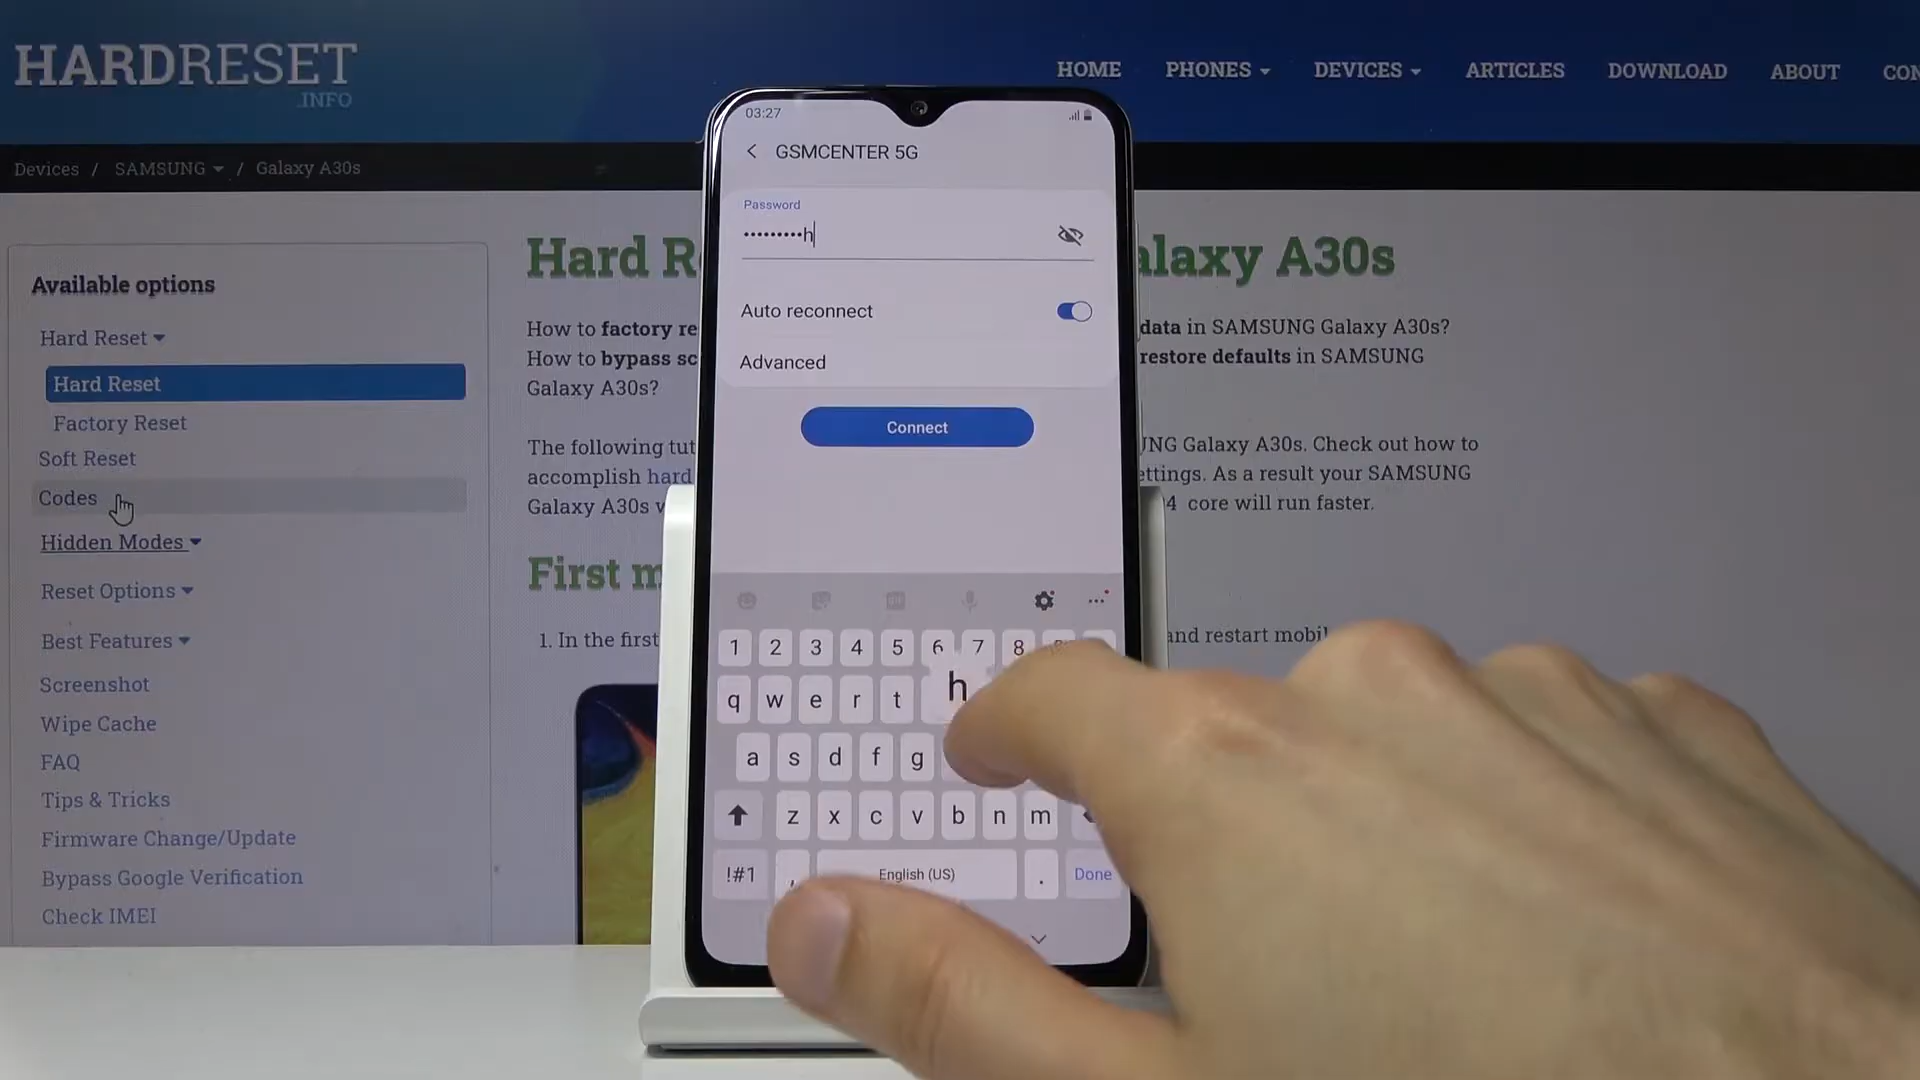 HARDRESET
.INFO
HOME PHONES DEVICES ARTICLES DOWNLOAD ABOUT CON
Devices / SAMSUNG / Galaxy A30s
Available options
Hard Reset
Hard Reset
Factory Reset
Soft Reset
Codes
Hidden Modes
Reset Options
Best Features
Screenshot
Wipe Cache
FAQ
Tips & Tricks
Firmware Change/Update
Bypass Google Verification
Check IMEI
Hard R alaxy A30s
How to factory re data in SAMSUNG Galaxy A30s?
How to bypass sc restore defaults in SAMSUNG
Galaxy A30s?
The following tut UNG Galaxy A30s. Check out how to
accomplish hard ettings. As a result your SAMSUNG
Galaxy A30s 4 core will run faster.
First m
1. In the first and restart mobil
03:27
GSMCENTER 5G
Password
•••••••••h
Auto reconnect
Advanced
Connect
1 2 3 4 5 6 7 8
q w e r t h
a s d f g
z x c v b n m
!#1 , English (US) . Done